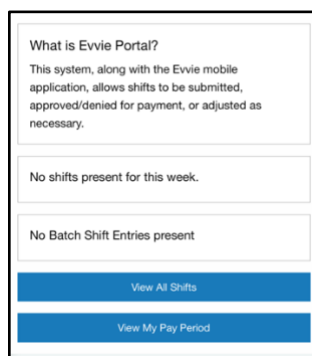 What is Evvie Portal?
This system, along with the Evvie mobile
application, allows shifts to be submitted,
approved/denied for payment, or adjusted as
necessary.
No shifts present for this week.
No Batch Shift Entries present
View All Shifts
View My Pay Period